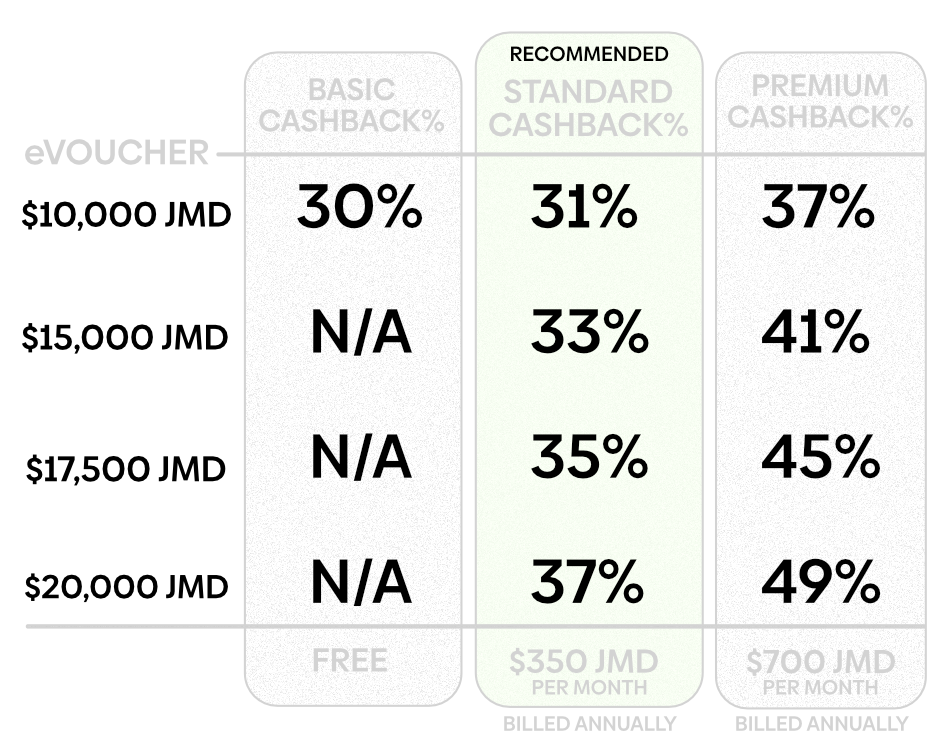 RECOMMENDED
BASIC CASHBACK%
STANDARD CASHBACK%
PREMIUM CASHBACK%
eVOUCHER
$10,000 JMD 30% 31% 37%
$15,000 JMD N/A 33% 41%
$17,500 JMD N/A 35% 45%
$20,000 JMD N/A 37% 49%
FREE
$350 JMD
PER MONTH
BILLED ANNUALLY
$700 JMD
PER MONTH
BILLED ANNUALLY